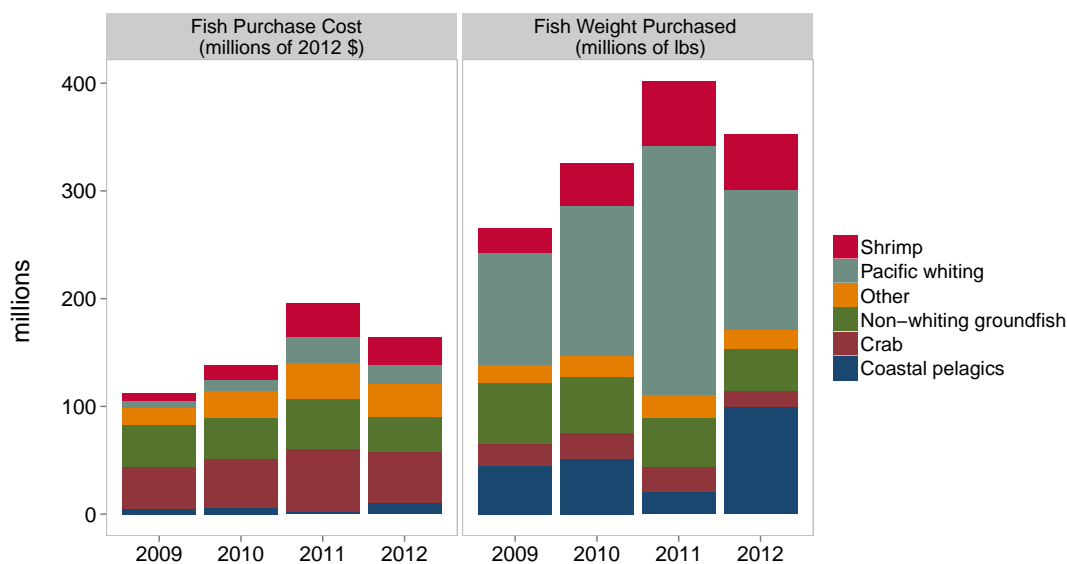 Fish Purchase Cost
(millions of 2012 $)
Fish Weight Purchased
(millions of lbs)
millions
400
300
200
100
0
2009 2010 2011 2012
2009 2010 2011 2012
Shrimp
Pacific whiting
Other
Non−whiting groundfish
Crab
Coastal pelagics